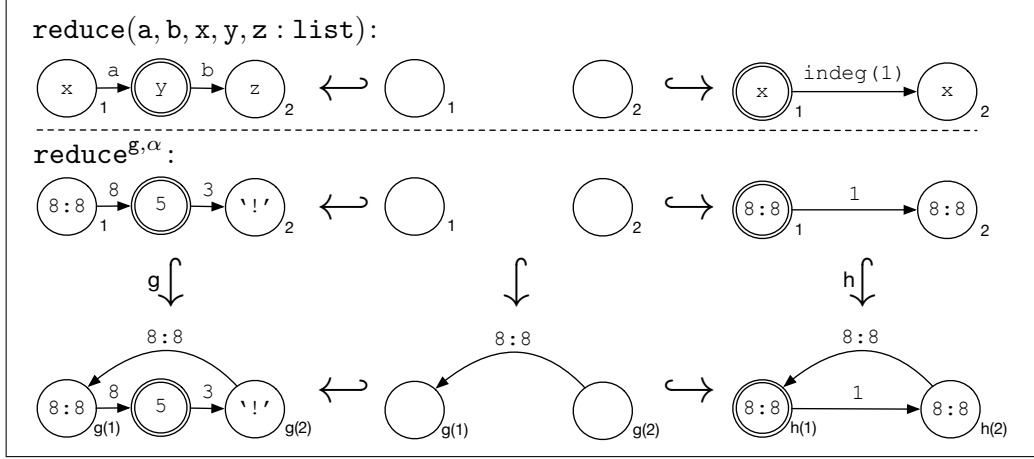 reduce(a, b, x, y, z : list):
x a y b z indeg(1) x x
1 2 1 2 1 2
reduce^{g,α}:
8:8 8 5 3 ‘!’ 1 8:8 8:8
1 2 1 2 1 2
g h
8:8 8:8 8:8
8:8 8 5 3 ‘!’ 8:8 1 8:8
g(1) g(2) g(1) g(2) h(1) h(2)